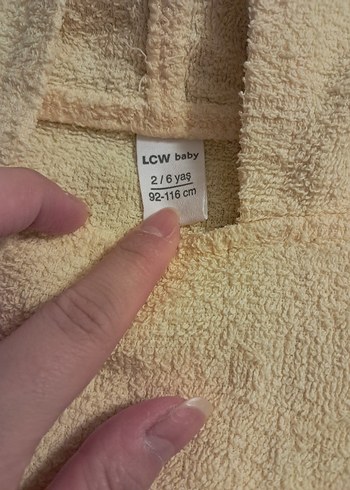 LCW baby
2 / 6 yaş
92-116 cm